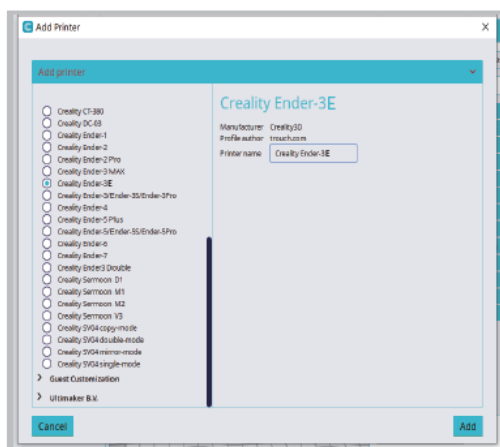 C Add Printer
Add printer
Creality CT-380
Creality DC-03
Creality Ender-1
Creality Ender-2
Creality Ender-2 Pro
Creality Ender-3 MAX
Creality Ender-3E
Creality Ender-3/Ender-3S/Ender-3Pro
Creality Ender-4
Creality Ender-5 Plus
Creality Ender-5/Ender-5S/Ender-5Pro
Creality Ender-6
Creality Ender-7
Creality Ender3 Double
Creality Sermoon D1
Creality Sermoon M1
Creality Sermoon M2
Creality Sermoon V3
Creality SV04 copy-mode
Creality SV04 double-mode
Creality SV04 mirror-mode
Creality SV04 single-mode
Guest Customization
Ultimaker B.V.
Creality Ender-3E
Manufacturer Creality3D
Profile author trouch.com
Printer name Creality Ender-3E
Cancel
Add